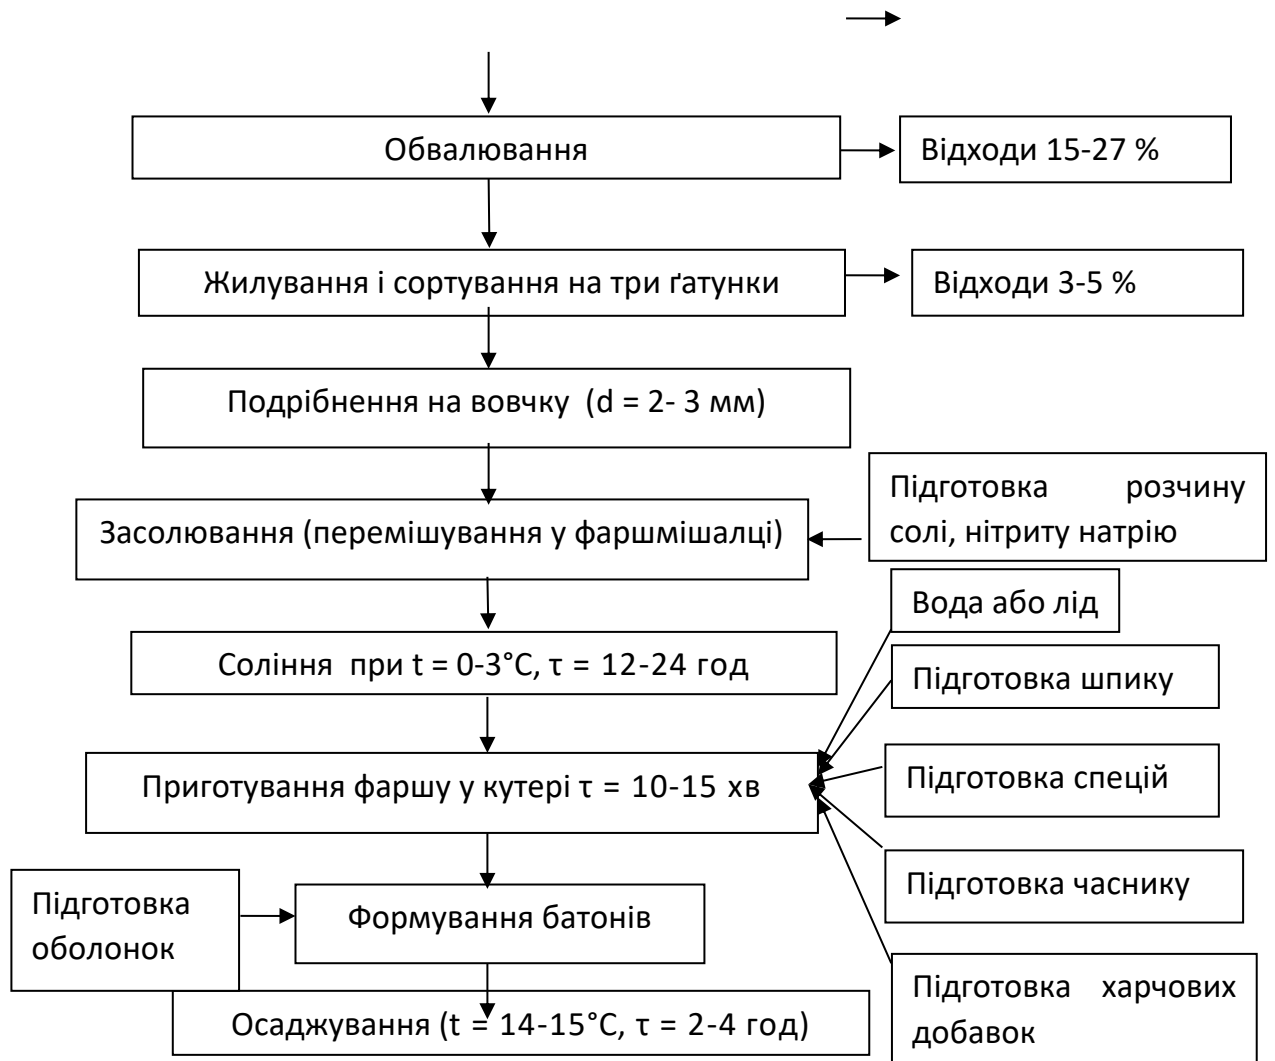 Обвалювання
Відходи 15-27 %
Жилування і сортування на три ґатунки
Відходи 3-5 %
Подрібнення на вовчку (d = 2- 3 мм)
Підготовка розчину
солі, нітриту натрію
Засолювання (перемішування у фаршмішалці)
Вода або лід
Соління при t = 0-3°C, τ = 12-24 год
Підготовка шпику
Приготування фаршу у кутері τ = 10-15 хв
Підготовка спецій
Підготовка часнику
Підготовка
оболонок
Формування батонів
Підготовка харчових
добавок
Осаджування (t = 14-15°C, τ = 2-4 год)